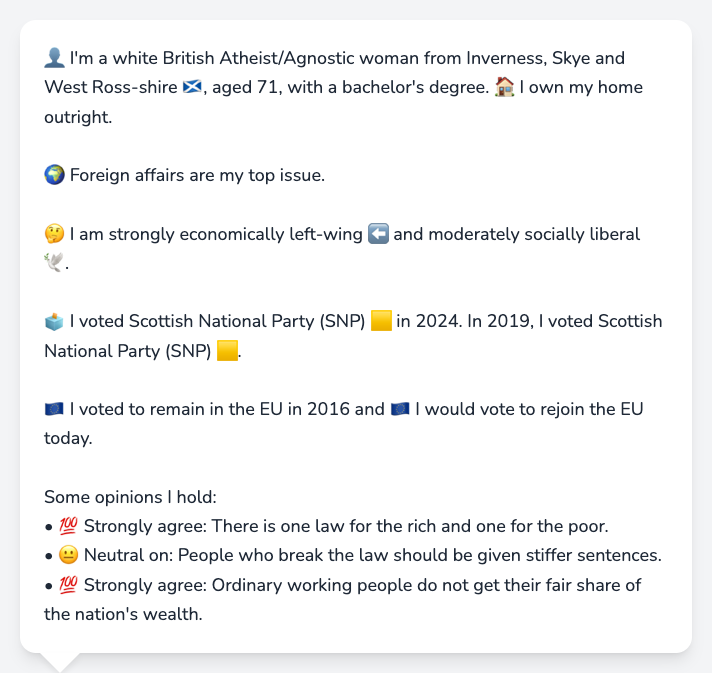 👤 I'm a white British Atheist/Agnostic woman from Inverness, Skye and
West Ross-shire 🏴󠁧󠁢󠁳󠁣󠁴󠁿, aged 71, with a bachelor's degree. 🏠 I own my home
outright.
🌍 Foreign affairs are my top issue.
🤔 I am strongly economically left-wing ⬅️ and moderately socially liberal
🕊️.
🗳️ I voted Scottish National Party (SNP) 🟨 in 2024. In 2019, I voted Scottish
National Party (SNP) 🟨.
🇪🇺 I voted to remain in the EU in 2016 and 🇪🇺 I would vote to rejoin the EU
today.
Some opinions I hold:
• 💯 Strongly agree: There is one law for the rich and one for the poor.
• 😐 Neutral on: People who break the law should be given stiffer sentences.
• 💯 Strongly agree: Ordinary working people do not get their fair share of
the nation's wealth.